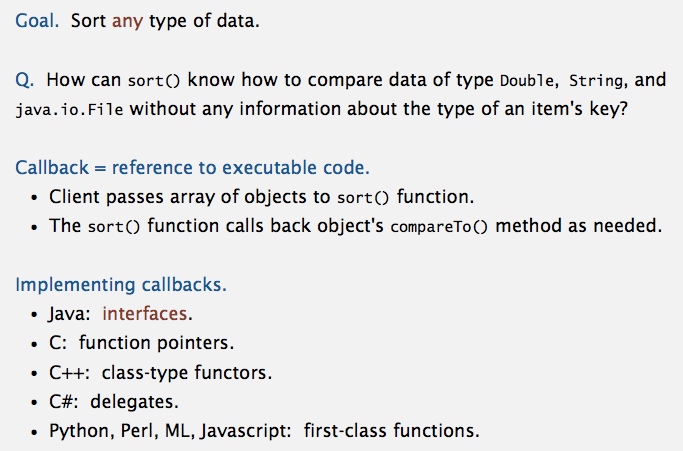 Goal. Sort any type of data.
Q. How can sort() know how to compare data of type Double, String, and
java.io.File without any information about the type of an item's key?
Callback = reference to executable code.
• Client passes array of objects to sort() function.
• The sort() function calls back object's compareTo() method as needed.
Implementing callbacks.
• Java: interfaces.
• C: function pointers.
• C++: class-type functors.
• C#: delegates.
• Python, Perl, ML, Javascript: first-class functions.